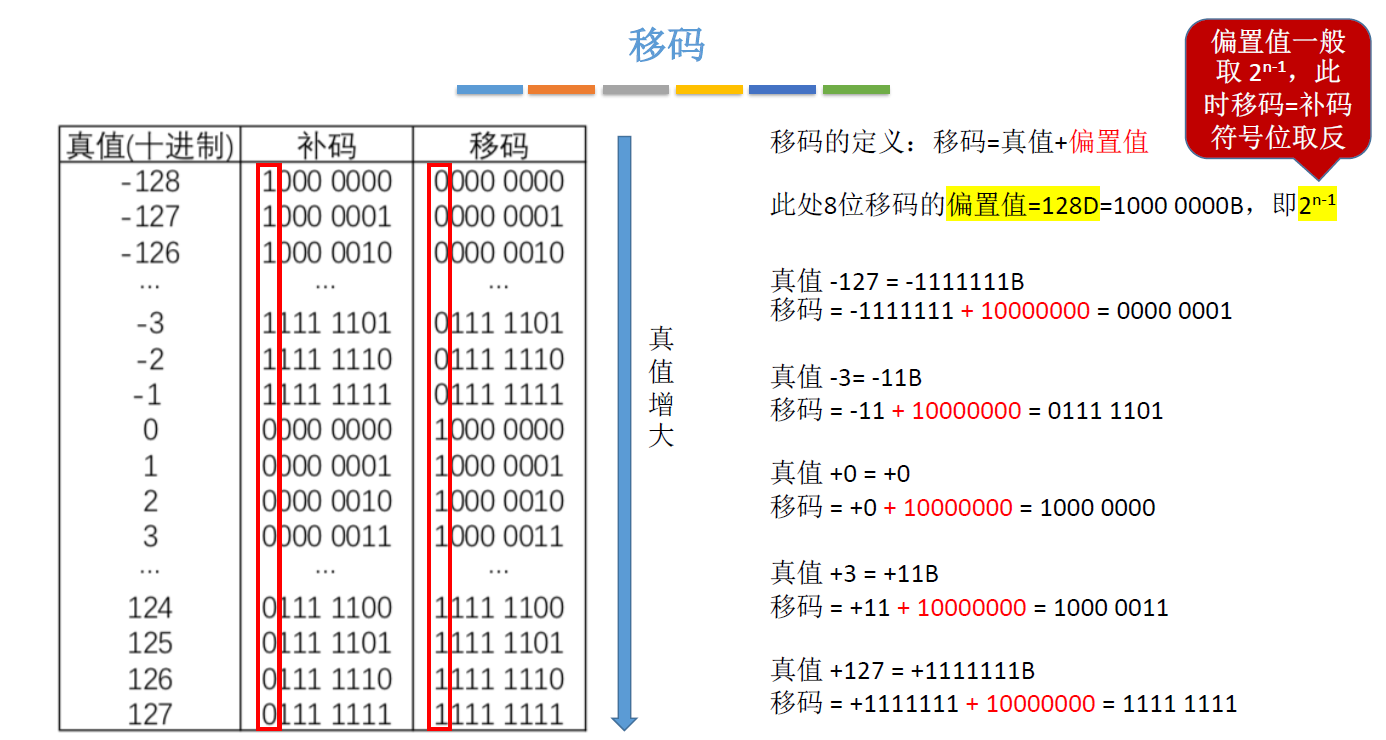 移码
偏置值一般
取 2ⁿ⁻¹，此
时移码=补码
符号位取反
真值(十进制) 补码 移码
-128 1000 0000 0000 0000
-127 1000 0001 0000 0001
-126 1000 0010 0000 0010
... ... ...
-3 1111 1101 0111 1101
-2 1111 1110 0111 1110
-1 1111 1111 0111 1111
0 0000 0000 1000 0000
1 0000 0001 1000 0001
2 0000 0010 1000 0010
3 0000 0011 1000 0011
... ... ...
124 0111 1100 1111 1100
125 0111 1101 1111 1101
126 0111 1110 1111 1110
127 0111 1111 1111 1111
真
值
增
大
移码的定义：移码=真值+偏置值
此处8位移码的偏置值=128D=1000 0000B，即2ⁿ⁻¹
真值 -127 = -1111111B
移码 = -1111111 + 10000000 = 0000 0001
真值 -3= -11B
移码 = -11 + 10000000 = 0111 1101
真值 +0 = +0
移码 = +0 + 10000000 = 1000 0000
真值 +3 = +11B
移码 = +11 + 10000000 = 1000 0011
真值 +127 = +1111111B
移码 = +1111111 + 10000000 = 1111 1111